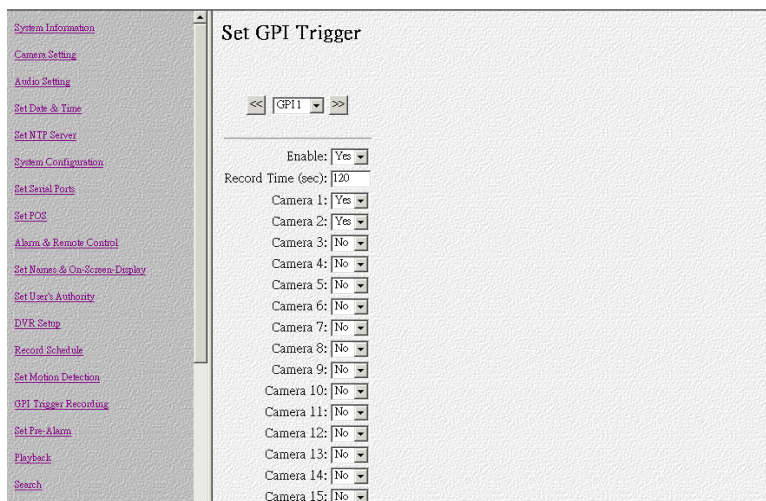 System Information
Camera Setting
Audio Setting
Set Date & Time
Set NTP Server
System Configuration
Set Serial Ports
Set POS
Alarm & Remote Control
Set Names & On-Screen-Display
Set User's Authority
DVR Setup
Record Schedule
Set Motion Detection
GPI Trigger Recording
Set Pre-Alarm
Playback
Search
Set GPI Trigger
<< GPI1 >>
Enable: Yes
Record Time (sec): 120
Camera 1: Yes
Camera 2: Yes
Camera 3: No
Camera 4: No
Camera 5: No
Camera 6: No
Camera 7: No
Camera 8: No
Camera 9: No
Camera 10: No
Camera 11: No
Camera 12: No
Camera 13: No
Camera 14: No
Camera 15: No